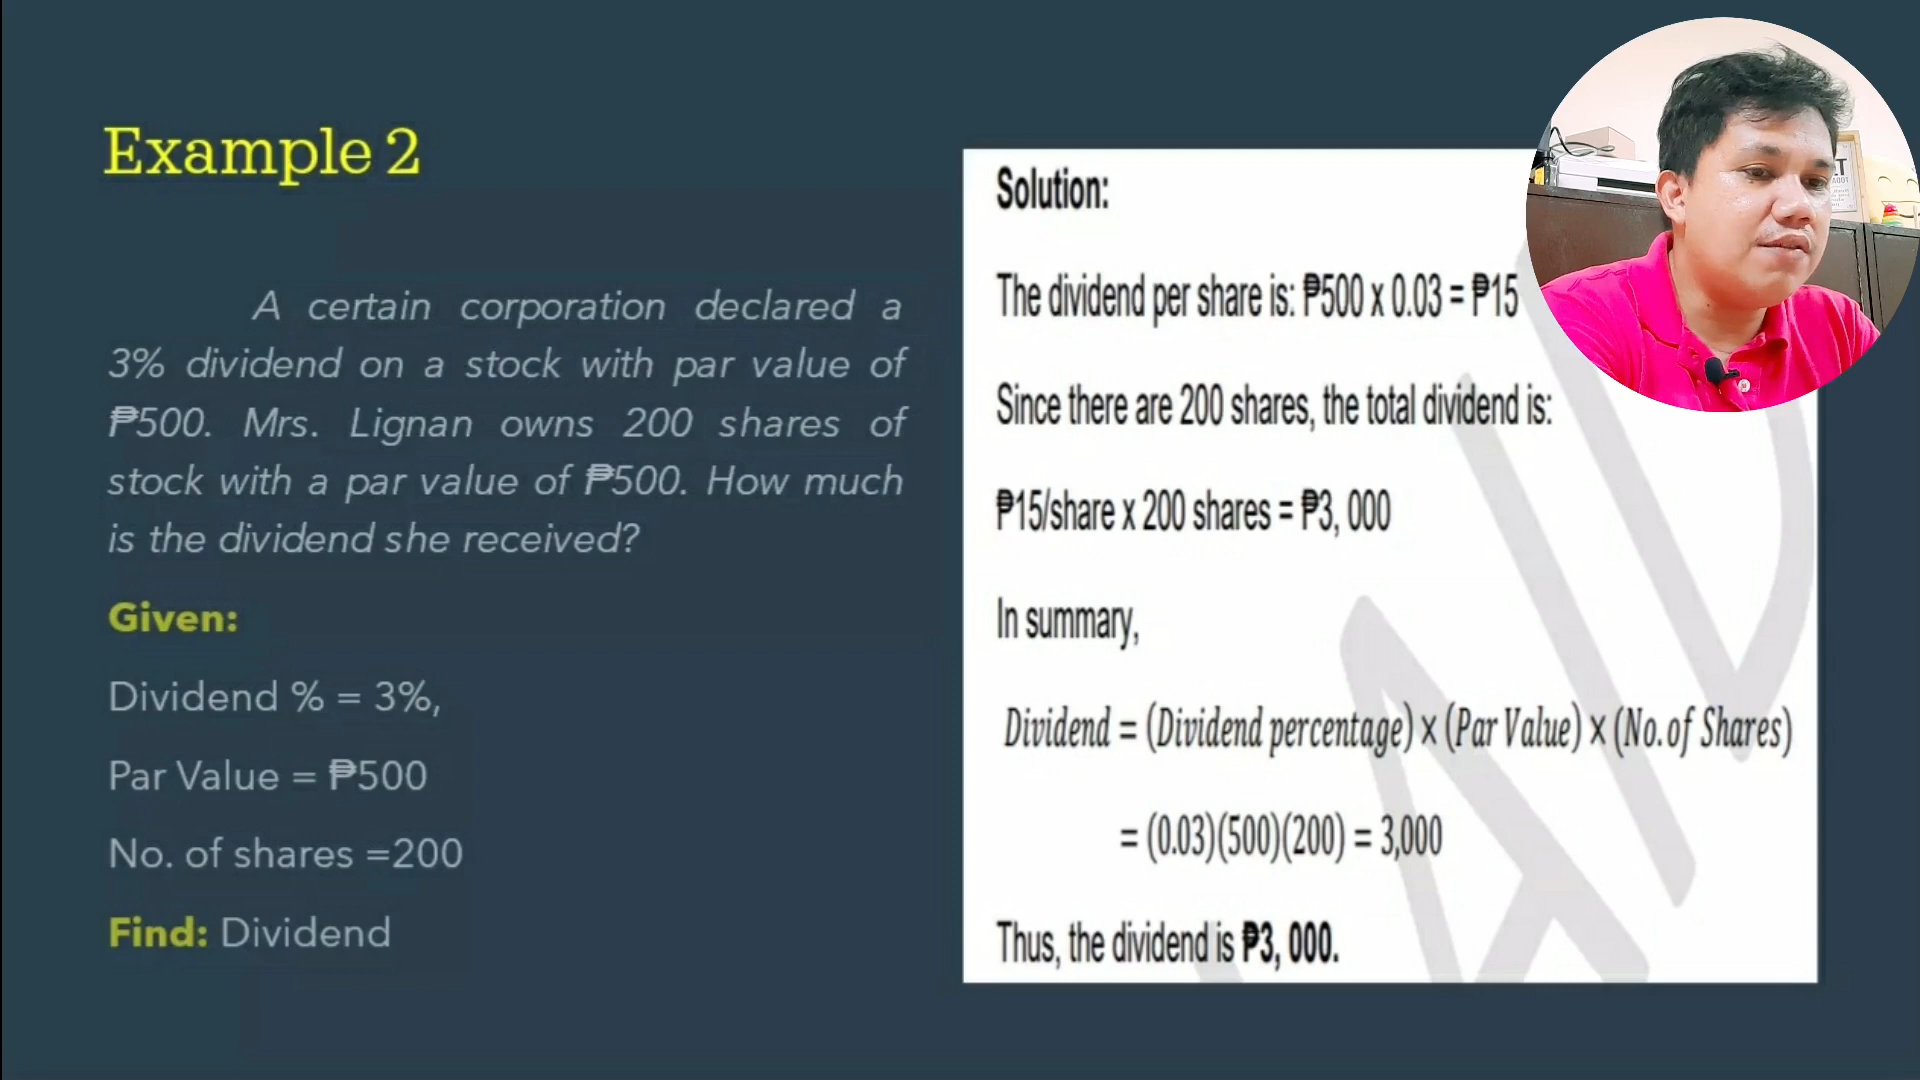 Example 2
A certain corporation declared a
3% dividend on a stock with par value of
₱500. Mrs. Lignan owns 200 shares of
stock with a par value of ₱500. How much
is the dividend she received?
Given:
Dividend % = 3%,
Par Value = ₱500
No. of shares =200
Find: Dividend
Solution:
The dividend per share is: ₱500 x 0.03 = ₱15
Since there are 200 shares, the total dividend is:
₱15/share x 200 shares = ₱3, 000
In summary,
Dividend = (Dividend percentage) × (Par Value) × (No. of Shares)
= (0.03)(500)(200) = 3,000
Thus, the dividend is ₱3, 000.